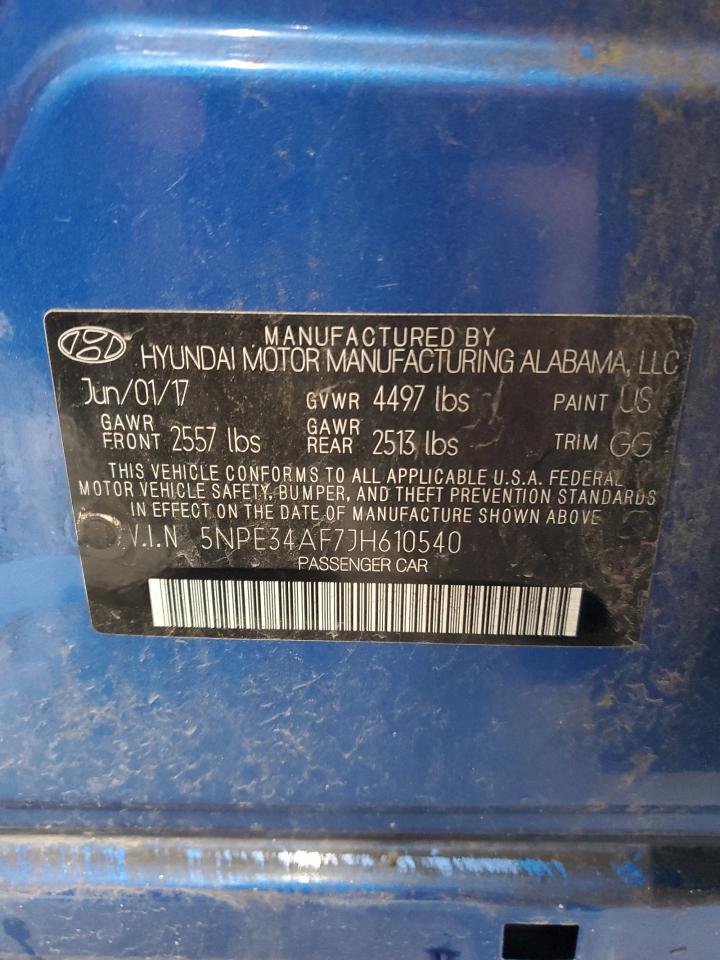 MANUFACTURED BY
HYUNDAI MOTOR MANUFACTURING ALABAMA, LLC
Jun/01/17 GVWR 4497 lbs PAINT US
GAWR FRONT 2557 lbs GAWR REAR 2513 lbs TRIM GG
THIS VEHICLE CONFORMS TO ALL APPLICABLE U.S.A. FEDERAL
MOTOR VEHICLE SAFETY, BUMPER, AND THEFT PREVENTION STANDARDS
IN EFFECT ON THE DATE OF MANUFACTURE SHOWN ABOVE
V.I.N 5NPE34AF7JH610540
PASSENGER CAR